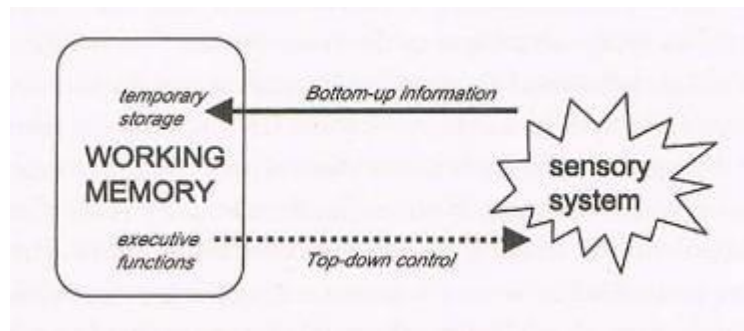 temporary
storage
Bottom-up information
WORKING
MEMORY
sensory
system
executive
functions
Top-down control